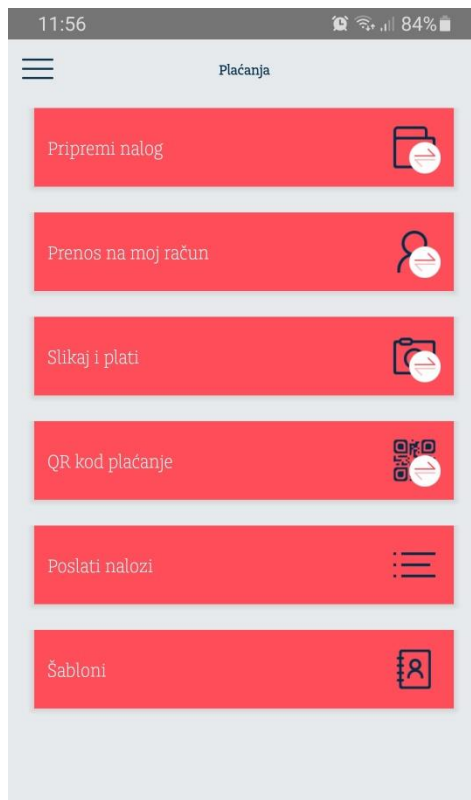 11:56
84%
Plaćanja
Pripremi nalog
Prenos na moj račun
Slikaj i plati
QR kod plaćanje
Poslati nalozi
Šabloni